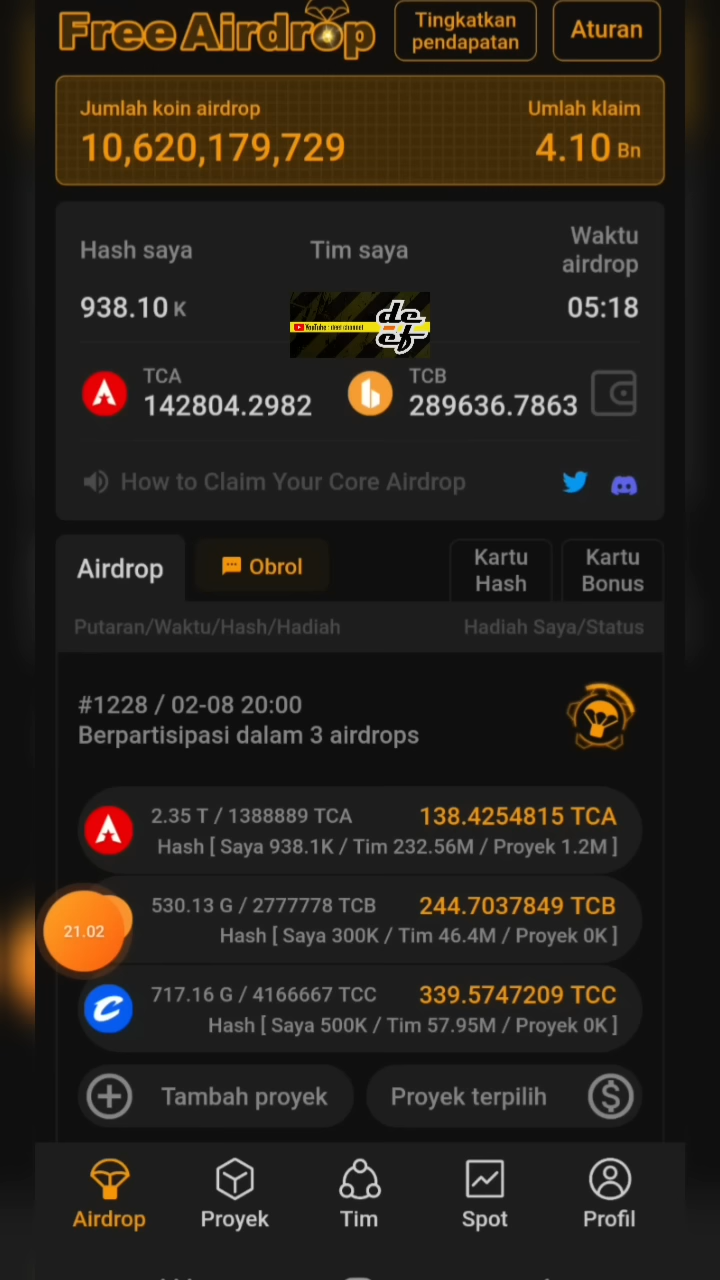 Free Airdrop
Tingkatkan
pendapatan
Aturan
Jumlah koin airdrop
Umlah klaim
10,620,179,729
4.10 Bn
Hash saya
Tim saya
Waktu
airdrop
938.10 K
05:18
YouTube :
TCA
142804.2982
TCB
289636.7863
How to Claim Your Core Airdrop
Airdrop
Obrol
Kartu
Hash
Kartu
Bonus
Putaran/Waktu/Hash/Hadiah
Hadiah Saya/Status
#1228 / 02-08 20:00
Berpartisipasi dalam 3 airdrops
2.35 T / 1388889 TCA
138.4254815 TCA
Hash [ Saya 938.1K / Tim 232.56M / Proyek 1.2M ]
530.13 G / 2777778 TCB
244.7037849 TCB
Hash [ Saya 300K / Tim 46.4M / Proyek 0K ]
21.02
717.16 G / 4166667 TCC
339.5747209 TCC
Hash [ Saya 500K / Tim 57.95M / Proyek 0K ]
Tambah proyek
Proyek terpilih
Airdrop
Proyek
Tim
Spot
Profil